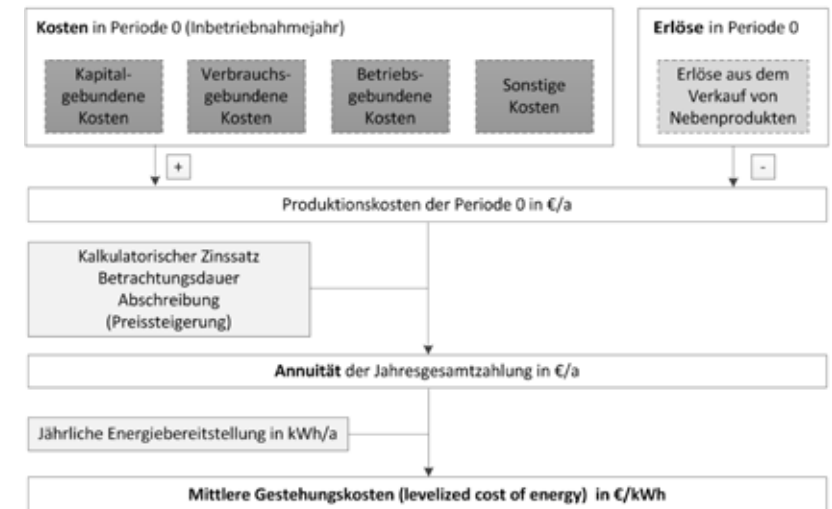 Kosten in Periode 0 (Inbetriebnahmejahr)
Kapital-
gebundene
Kosten
Verbrauchs-
gebundene
Kosten
Betriebs-
gebundene
Kosten
Sonstige
Kosten
Erlöse in Periode 0
Erlöse aus dem
Verkauf von
Nebenprodukten
+
-
Produktionskosten der Periode 0 in €/a
Kalkulatorischer Zinssatz
Betrachtungsdauer
Abschreibung
(Preissteigerung)
Annuität der Jahresgesamtzahlung in €/a
Jährliche Energiebereitstellung in kWh/a
Mittlere Gestehungskosten (levelized cost of energy) in €/kWh